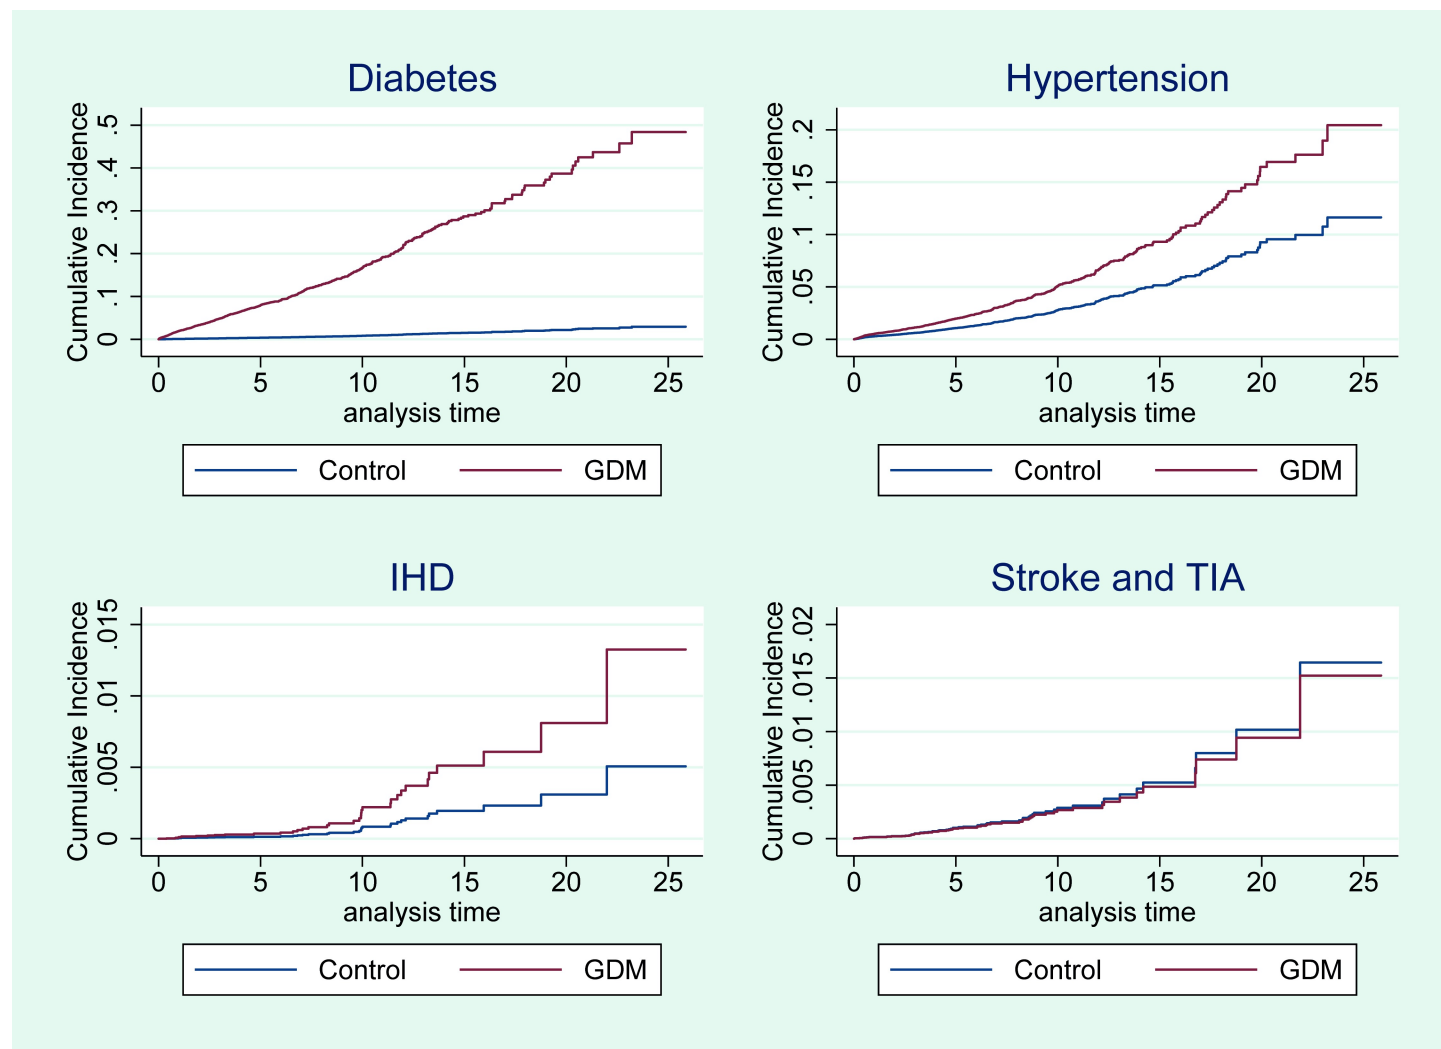 Diabetes
Cumulative Incidence
0 .1 .2 .3 .4 .5
0 5 10 15 20 25
analysis time
Control GDM
Hypertension
Cumulative Incidence
0 .05 .1 .15 .2
0 5 10 15 20 25
analysis time
Control GDM
IHD
Cumulative Incidence
0 .005 .01 .015
0 5 10 15 20 25
analysis time
Control GDM
Stroke and TIA
Cumulative Incidence
0 .005 .01 .015 .02
0 5 10 15 20 25
analysis time
Control GDM